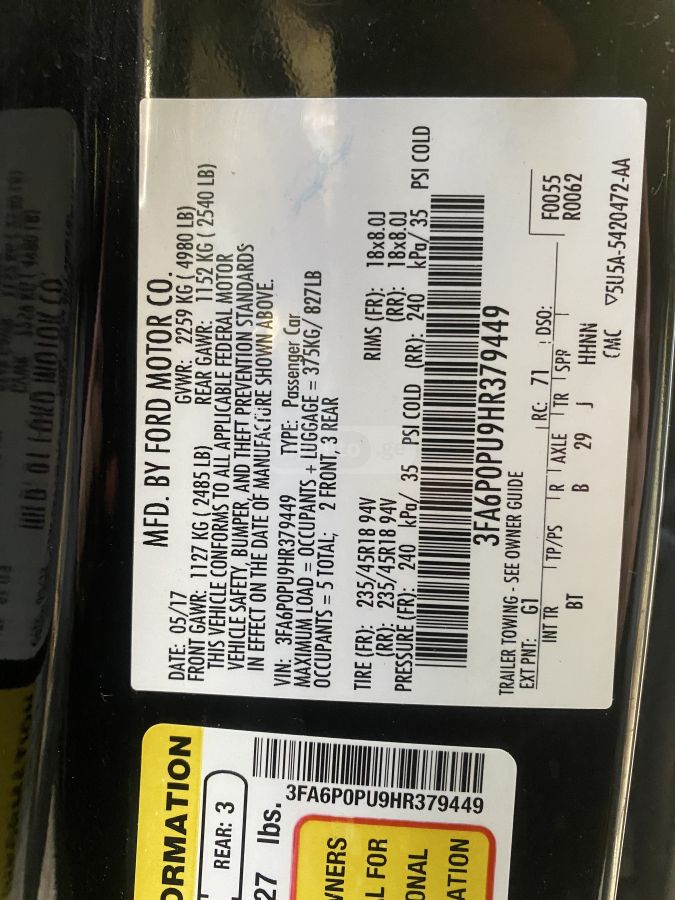 MFD. BY FORD MOTOR CO.
DATE: 05/17 GVWR: 2259 KG ( 4980 LB)
FRONT GAWR: 1127 KG ( 2485 LB) REAR GAWR: 1152 KG ( 2540 LB)
THIS VEHICLE CONFORMS TO ALL APPLICABLE FEDERAL MOTOR
VEHICLE SAFETY, BUMPER, AND THEFT PREVENTION STANDARDS
IN EFFECT ON THE DATE OF MANUFACTURE SHOWN ABOVE.
VIN: 3FA6P0PU9HR379449 TYPE: Passenger Car
MAXIMUM LOAD = OCCUPANTS + LUGGAGE = 375KG/ 827LB
OCCUPANTS = 5 TOTAL; 2 FRONT, 3 REAR
TIRE (FR): 235/45R18 94V RIMS (FR): 18x8.0J
(RR): 235/45R18 94V (RR): 18x8.0J
PRESSURE (FR): 240 kPa/ 35 PSI COLD (RR): 240 kPa/ 35 PSI COLD
3FA6P0PU9HR379449
TRAILER TOWING - SEE OWNER GUIDE
EXT PNT: G1 RC: 71 DSO: F0055
R0062
INT TR TP/PS R AXLE TR SPR
BT B 29 J HHNN
CMC ▽5U5A-5420472-AA
ORMATION
REAR: 3
27 lbs.
3FA6P0PU9HR379449
WNERS
L FOR
ONAL
ATION